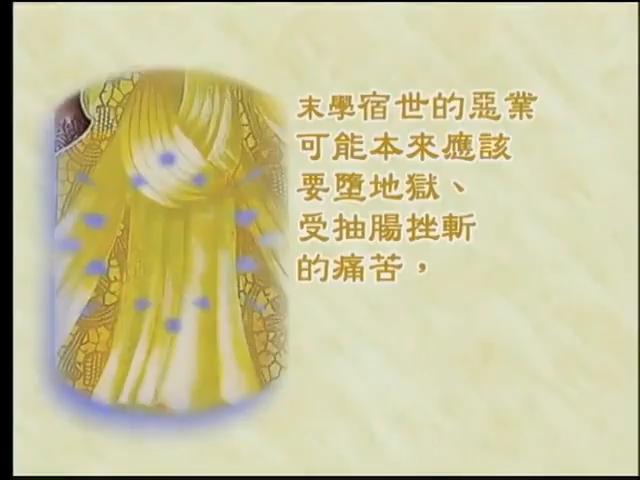 末學宿世的惡業
可能本來應該
要墮地獄、
受抽腸挫斬
的痛苦，